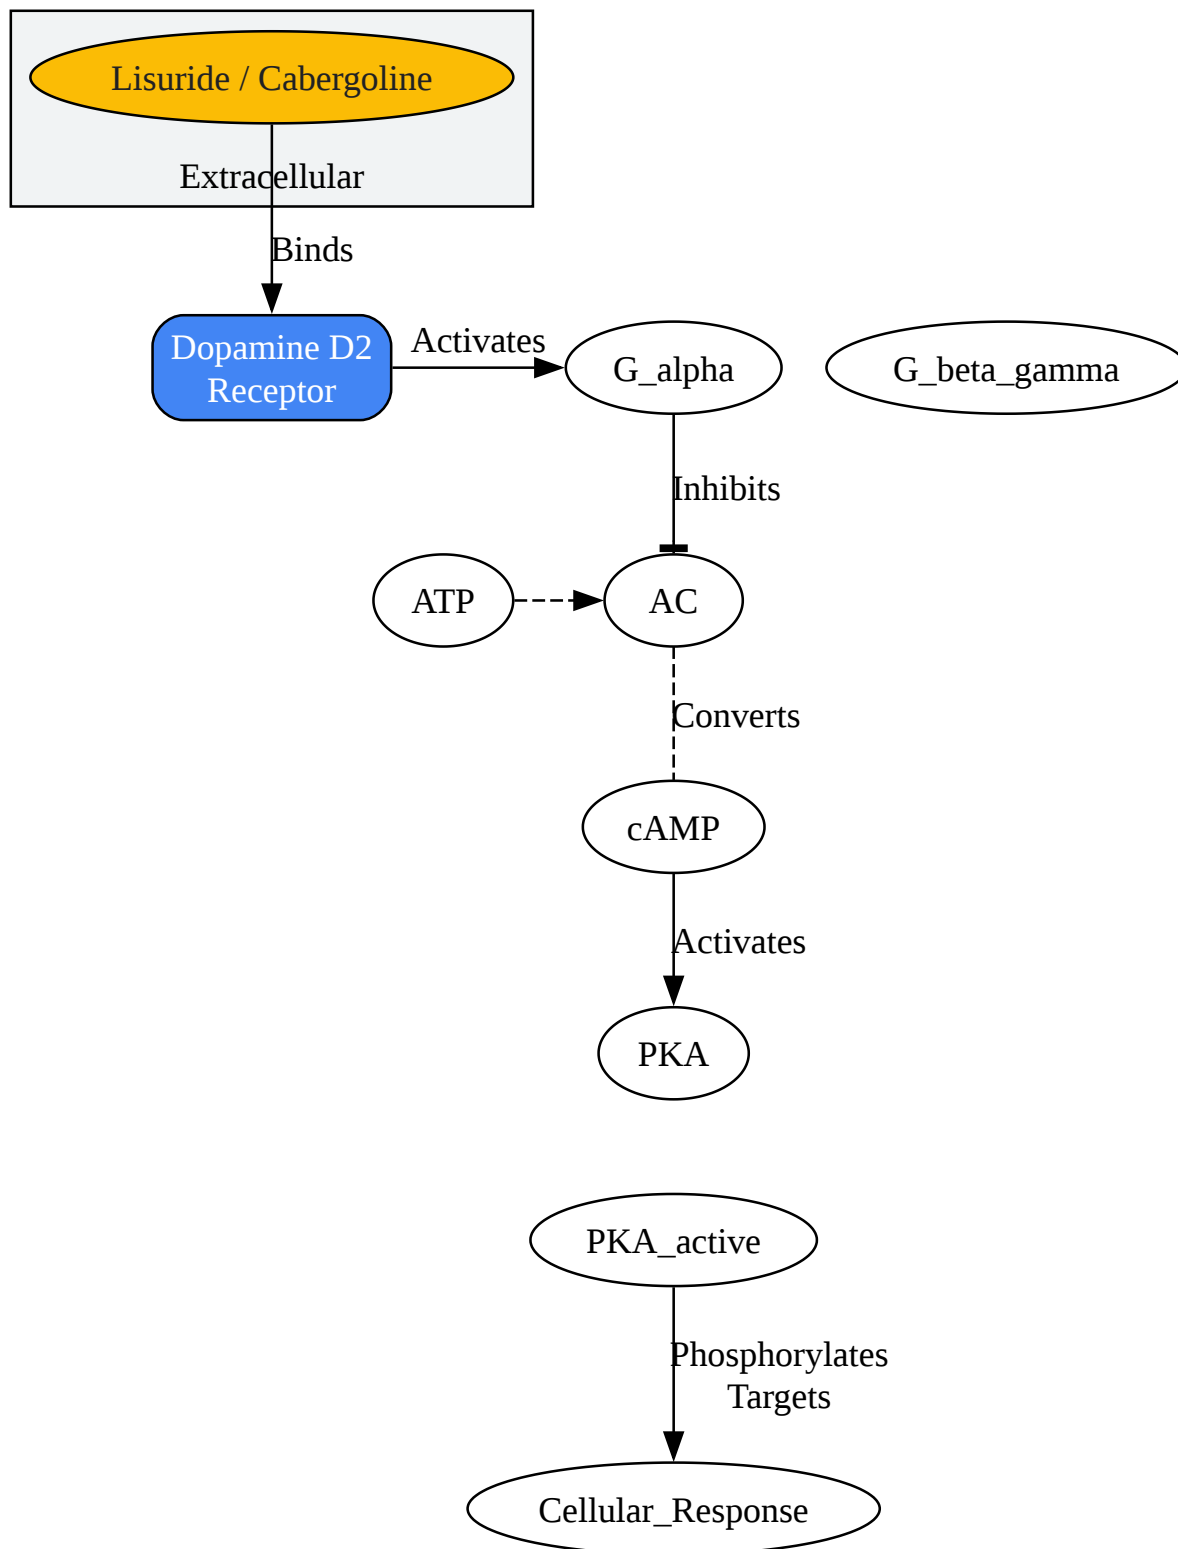 Lisuride / Cabergoline
Extracellular
Binds
Dopamine D2
Receptor
Activates
G_alpha
G_beta_gamma
Inhibits
ATP
AC
Converts
cAMP
Activates
PKA
PKA_active
Phosphorylates
Targets
Cellular_Response